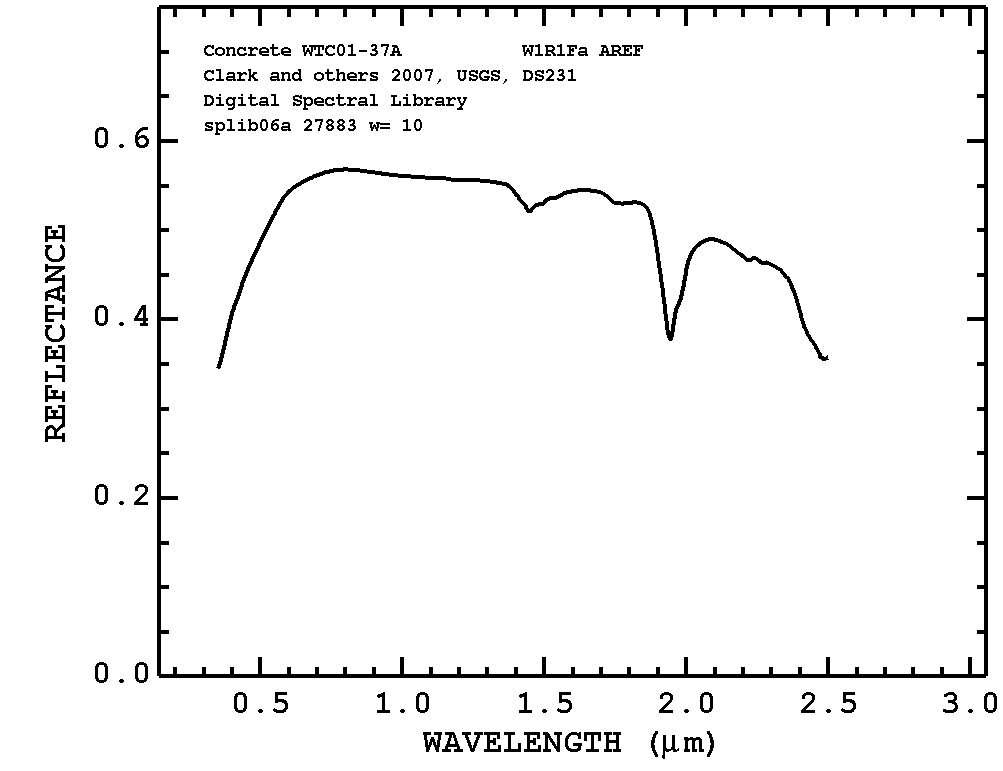 Concrete WTC01-37A W1R1Fa AREF
Clark and others 2007, USGS, DS231
Digital Spectral Library
splib06a 27883 w= 10
0.6
0.4
0.2
0.0
REFLECTANCE
0.5 1.0 1.5 2.0 2.5 3.0
WAVELENGTH (μm)